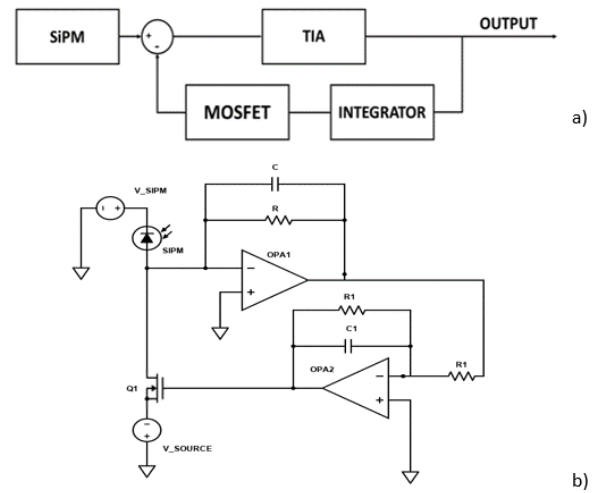 OUTPUT
SiPM
+
-
TIA
MOSFET
INTEGRATOR
a)
C
V_SIPM
R
SIPM
OPA1
R1
C1
OPA2
R1
Q1
V_SOURCE
b)